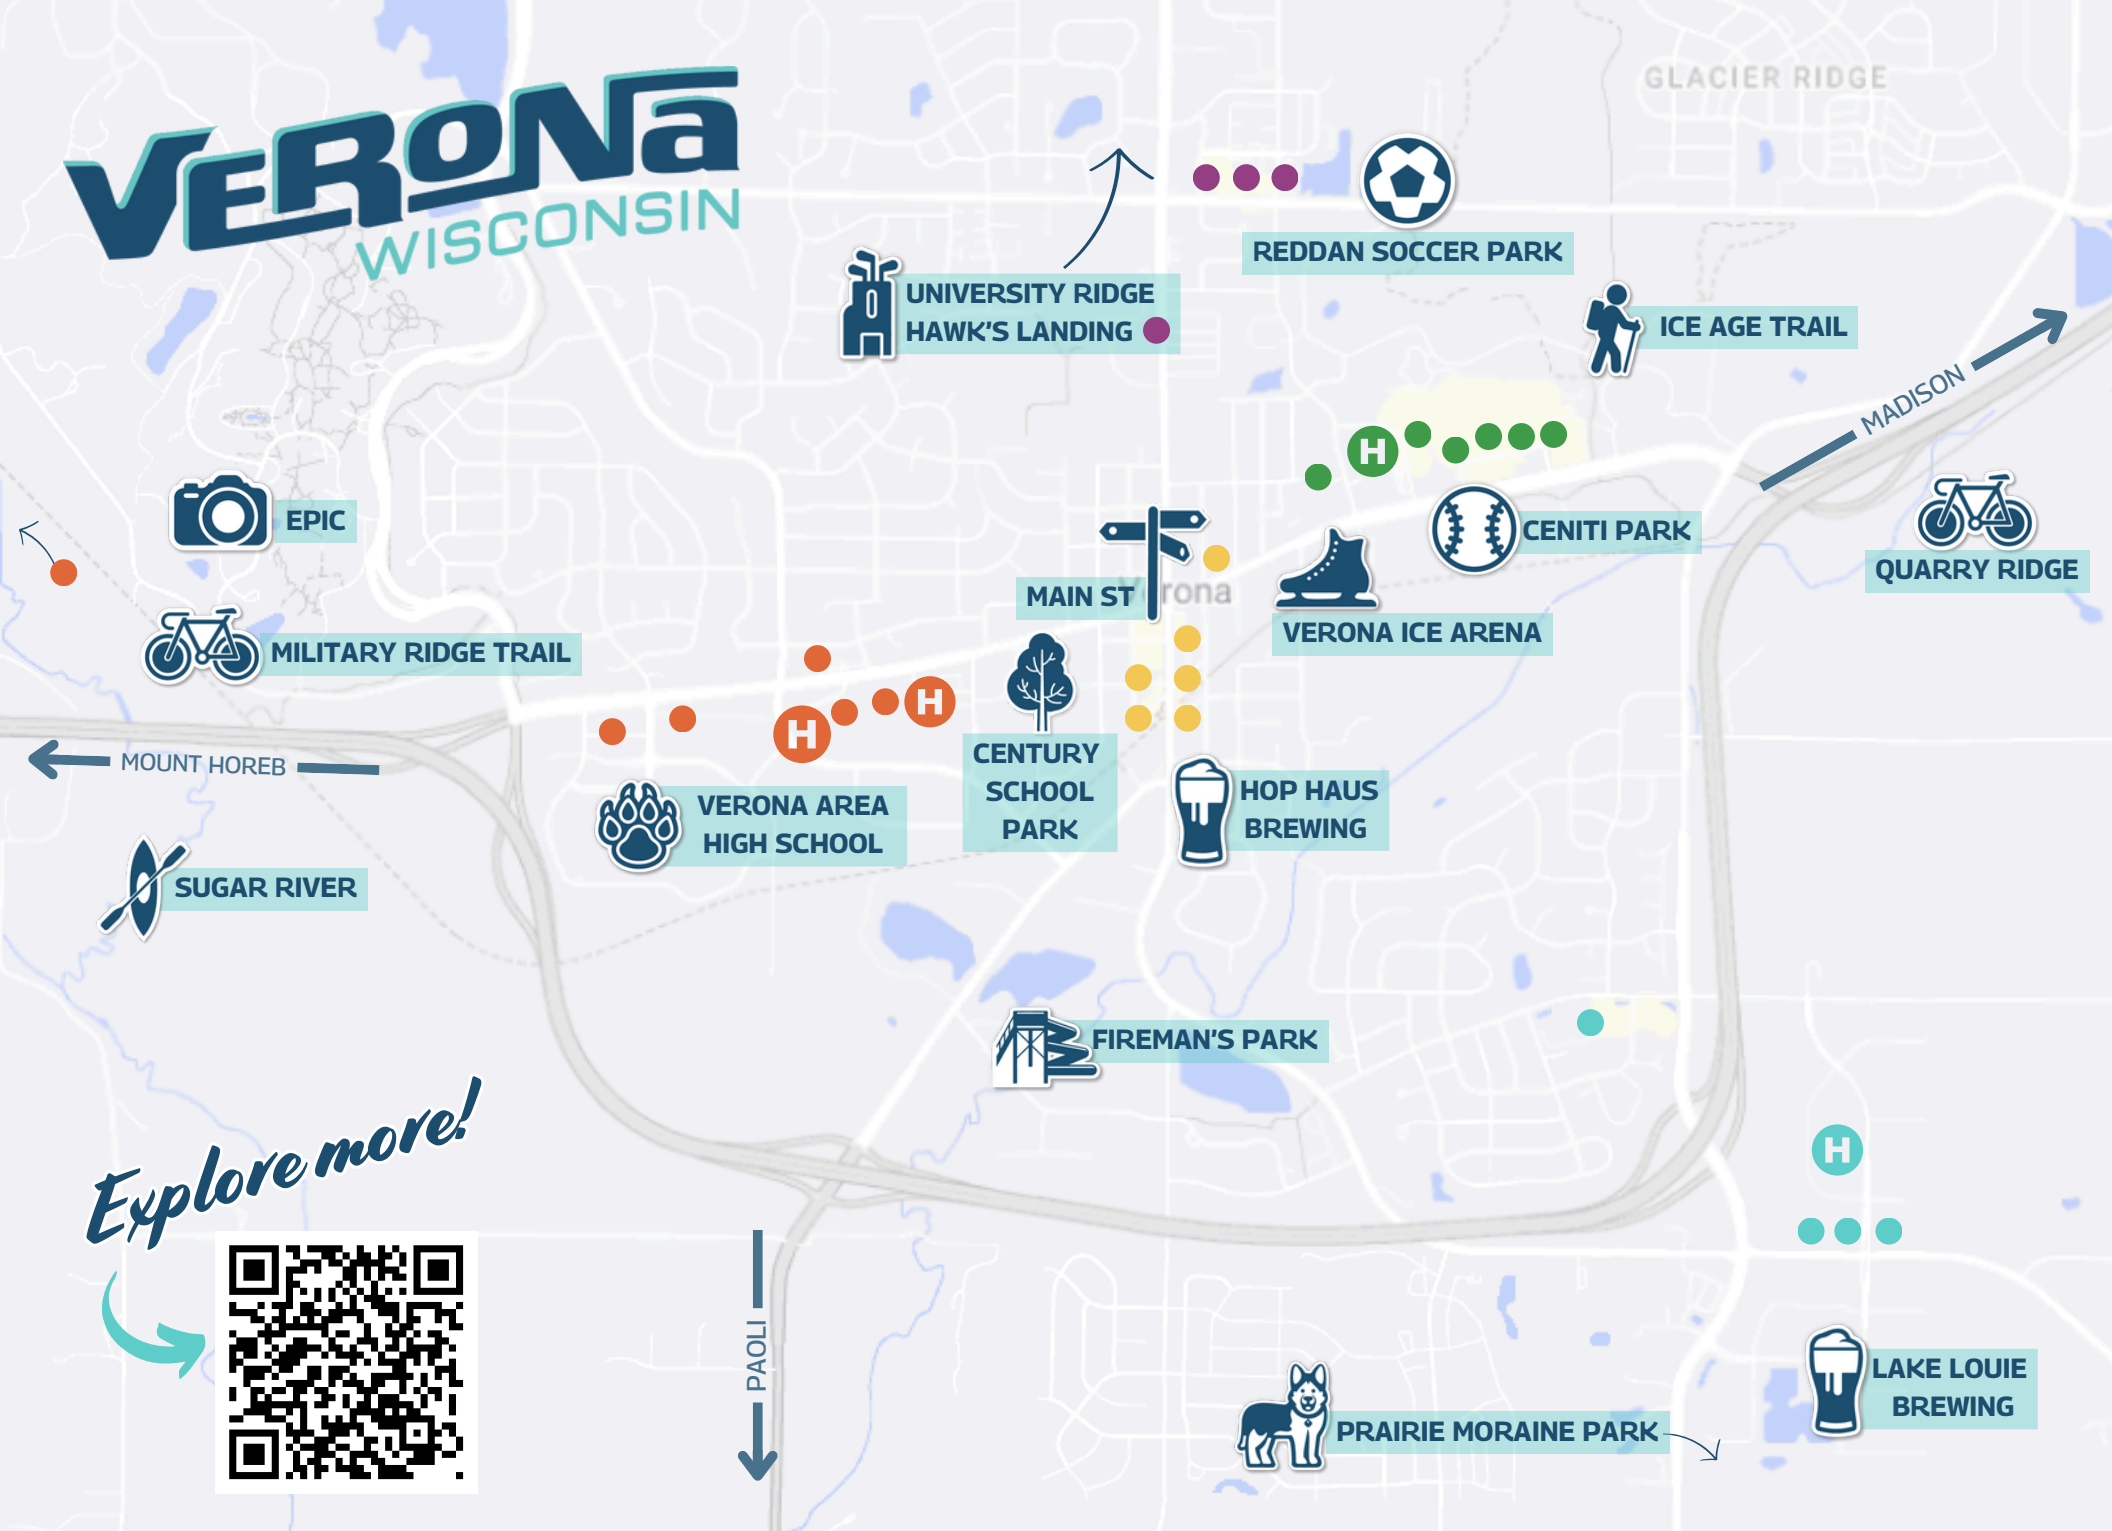 VERONA
WISCONSIN
GLACIER RIDGE
REDDAN SOCCER PARK
UNIVERSITY RIDGE
HAWK'S LANDING
ICE AGE TRAIL
MADISON
H
EPIC
CENITI PARK
QUARRY RIDGE
MAIN ST
rona
VERONA ICE ARENA
MILITARY RIDGE TRAIL
H
H
MOUNT HOREB
CENTURY
SCHOOL
PARK
HOP HAUS
BREWING
VERONA AREA
HIGH SCHOOL
SUGAR RIVER
FIREMAN'S PARK
Explore more!
H
PAOLI
LAKE LOUIE
BREWING
PRAIRIE MORAINE PARK